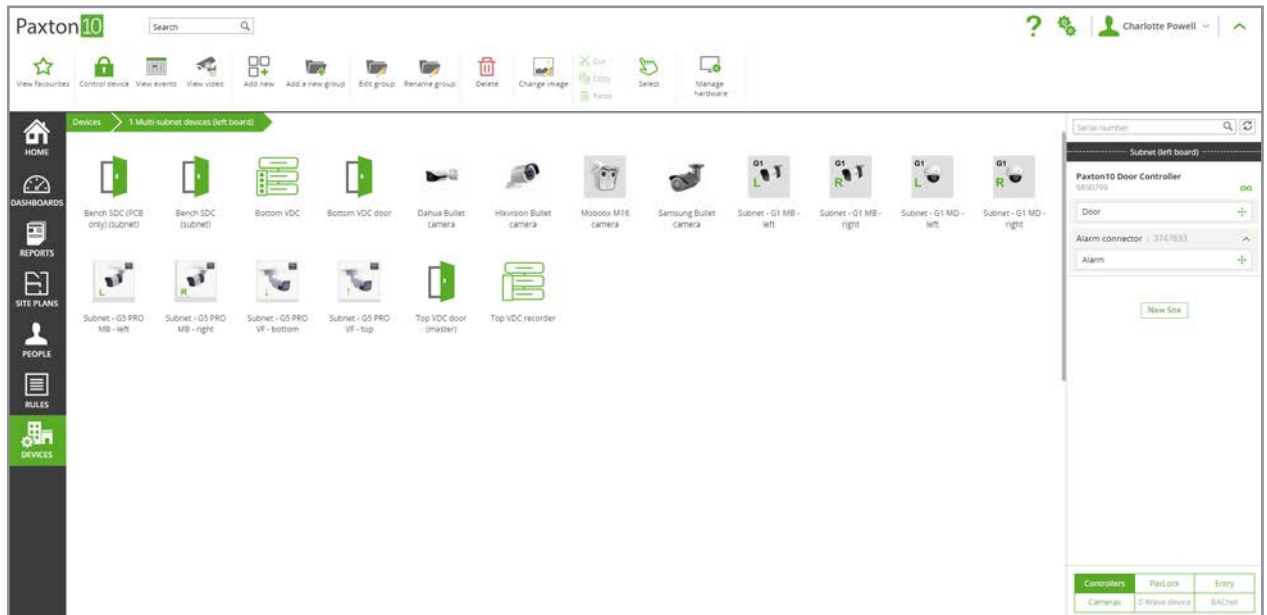 Paxton10
Search
Charlotte Powell
View favourites
Control device
View events
View video
Add new
Add a new group
Edit group
Rename group
Delete
Change image
Cut
Copy
Paste
Select
Manage
hardware
HOME
DASHBOARDS
REPORTS
SITE PLANS
PEOPLE
RULES
DEVICES
Devices
1 Multi-subnet devices (left board)
Bench SDC (PCB
only) (subnet)
Bench SDC
(subnet)
Bottom VDC
Bottom VDC door
Dahua Bullet
camera
Hikvision Bullet
camera
Mobotix M16
camera
Samsung Bullet
camera
G1
L
Subnet - G1 MB -
left
G1
R
Subnet - G1 MB -
right
G1
L
Subnet - G1 MD -
left
G1
R
Subnet - G1 MD -
right
L
Subnet - G5 PRO
MB - left
R
Subnet - G5 PRO
MB - right
Subnet - G5 PRO
VF - bottom
Subnet - G5 PRO
VF - top
Top VDC door
(master)
Top VDC recorder
Serial number
Subnet (left board)
Paxton10 Door Controller
6690799
Door
Alarm connector | 3747833
Alarm
New Site
Controllers
PaxLock
Entry
Cameras
Z-Wave device
BACnet